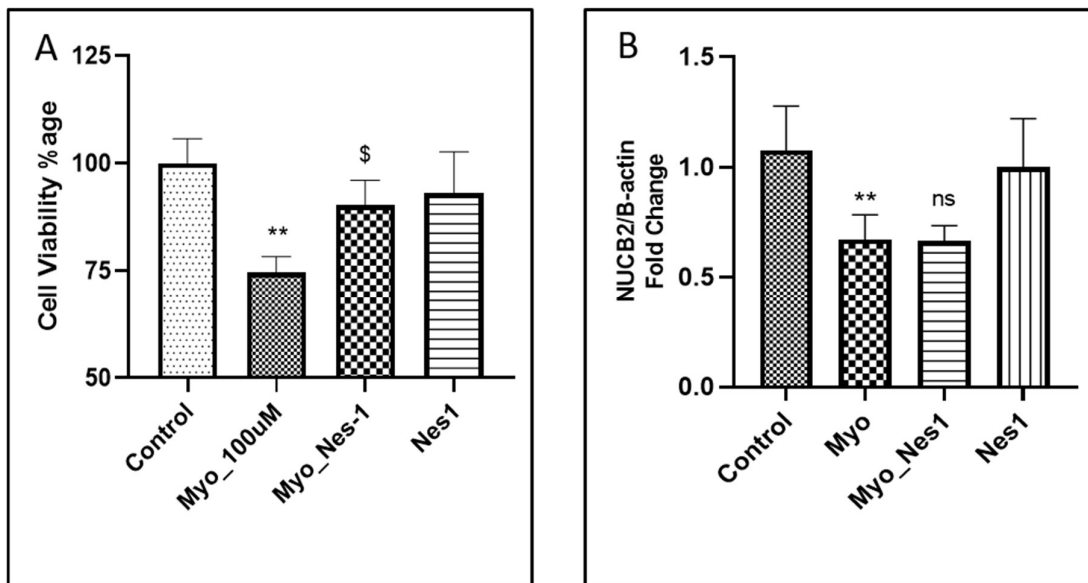 A
Cell Viability %age
125
100
75
50
**
$
Control
Myo_100uM
Myo_Nes-1
Nes1
B
NUCB2/B-actin
Fold Change
1.5
1.0
0.5
0.0
**
ns
Control
Myo
Myo_Nes1
Nes1